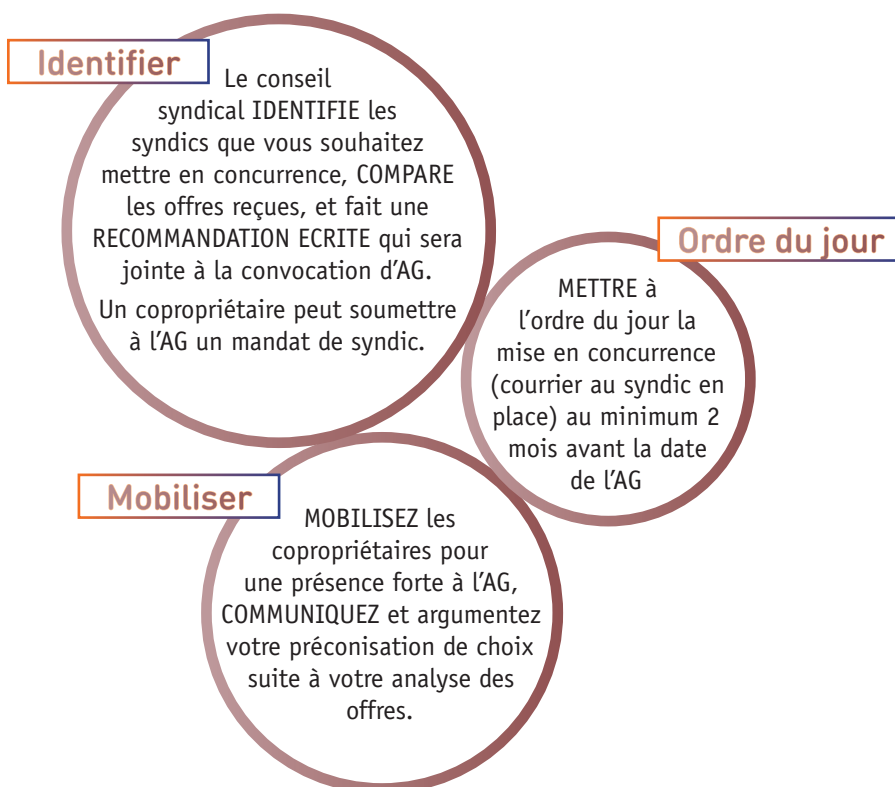 Identifier
Le conseil
syndical IDENTIFIE les
syndics que vous souhaitez
mettre en concurrence, COMPARE
les offres reçues, et fait une
RECOMMANDATION ECRITE qui sera
jointe à la convocation d’AG.
Un copropriétaire peut soumettre
à l’AG un mandat de syndic.
Ordre du jour
METTRE à
l’ordre du jour la
mise en concurrence
(courrier au syndic en
place) au minimum 2
mois avant la date
de l’AG
Mobiliser
MOBILISEZ les
copropriétaires pour
une présence forte à l’AG,
COMMUNIQUEZ et argumentez
votre préconisation de choix
suite à votre analyse des
offres.